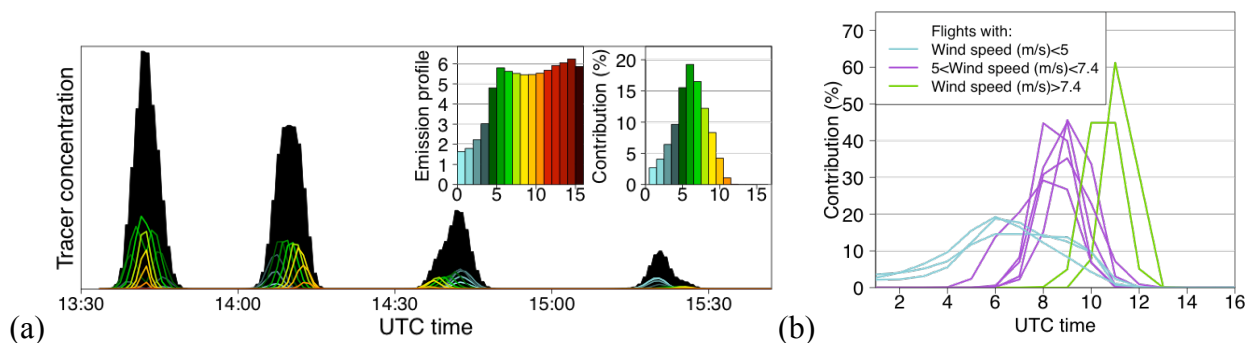 (a)
Tracer concentration
13:30 14:00 14:30 15:00 15:30
UTC time
Emission profile
0 1 2 3 4 5 6
0 5 10 15
Contribution (%)
0 5 10 15 20
0 5 10 15
(b)
Contribution (%)
0 10 20 30 40 50 60 70
Flights with:
Wind speed (m/s)<5
5<Wind speed (m/s)<7.4
Wind speed (m/s)>7.4
2 4 6 8 10 12 14 16
UTC time